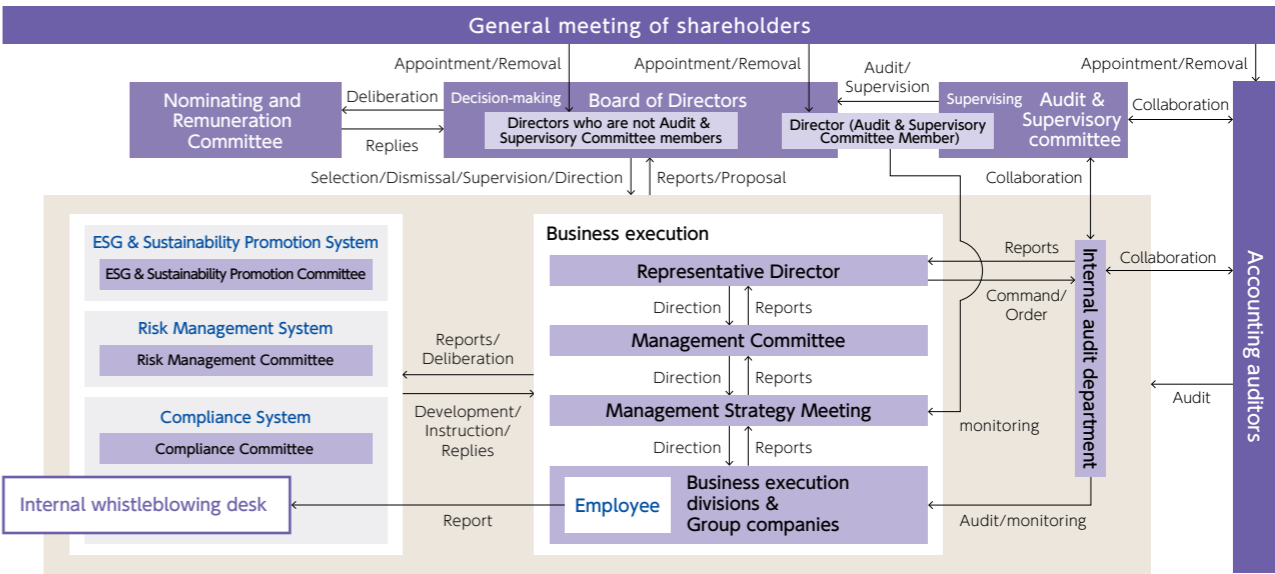 General meeting of shareholders
Appointment/Removal
Appointment/Removal
Appointment/Removal
Nominating and
Remuneration
Committee
Deliberation
Replies
Decision-making
Board of Directors
Directors who are not Audit &
Supervisory Committee members
Director (Audit & Supervisory
Committee Member)
Audit/
Supervision
Supervising
Audit &
Supervisory
committee
Collaboration
Selection/Dismissal/Supervision/Direction
Reports/Proposal
Collaboration
ESG & Sustainability Promotion System
ESG & Sustainability Promotion Committee
Risk Management System
Risk Management Committee
Compliance System
Compliance Committee
Internal whistleblowing desk
Reports/
Deliberation
Development/
Instruction/
Replies
Report
Business execution
Representative Director
Direction
Reports
Management Committee
Direction
Reports
Management Strategy Meeting
Direction
Reports
Employee
Business execution
divisions &
Group companies
Reports
Command/
Order
monitoring
Audit/monitoring
Internal audit department
Collaboration
Audit
Accounting auditors